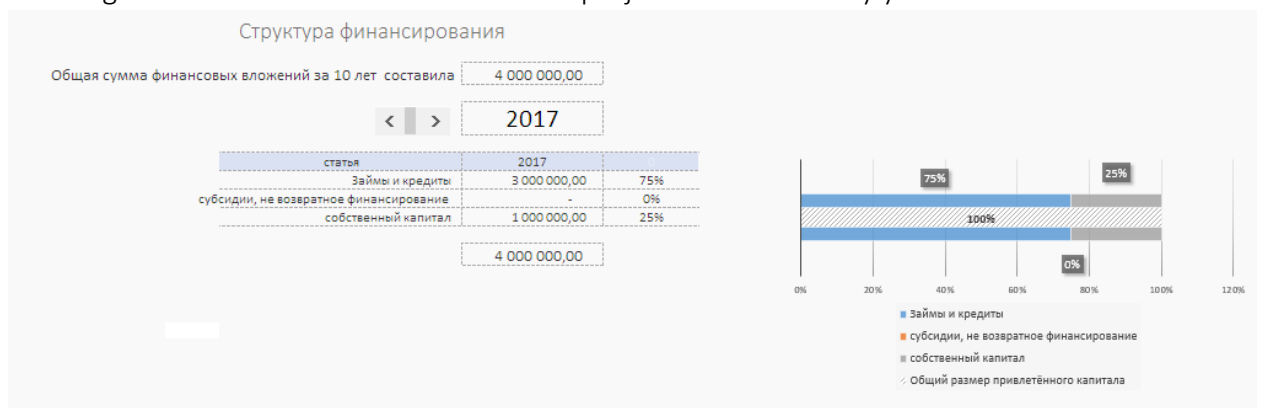 Структура финансирования
Общая сумма финансовых вложений за 10 лет составила 4 000 000,00
< > 2017
статья 2017 0
Займы и кредиты 3 000 000,00 75%
субсидии, не возвратное финансирование - 0%
собственный капитал 1 000 000,00 25%
4 000 000,00
75% 25%
100%
0%
0% 20% 40% 60% 80% 100% 120%
Займы и кредиты
субсидии, не возвратное финансирование
собственный капитал
Общий размер привлетённого капитала